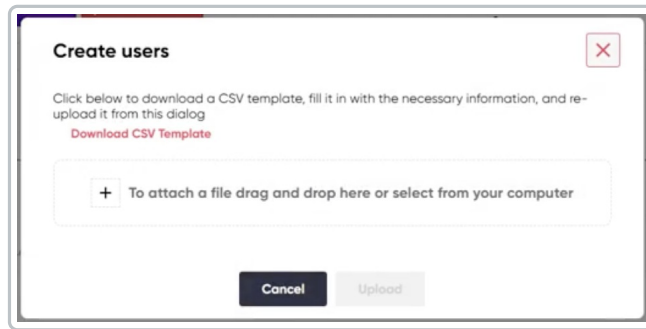 Create users
Click below to download a CSV template, fill it in with the necessary information, and re-
upload it from this dialog
Download CSV Template
+ To attach a file drag and drop here or select from your computer
Cancel Upload